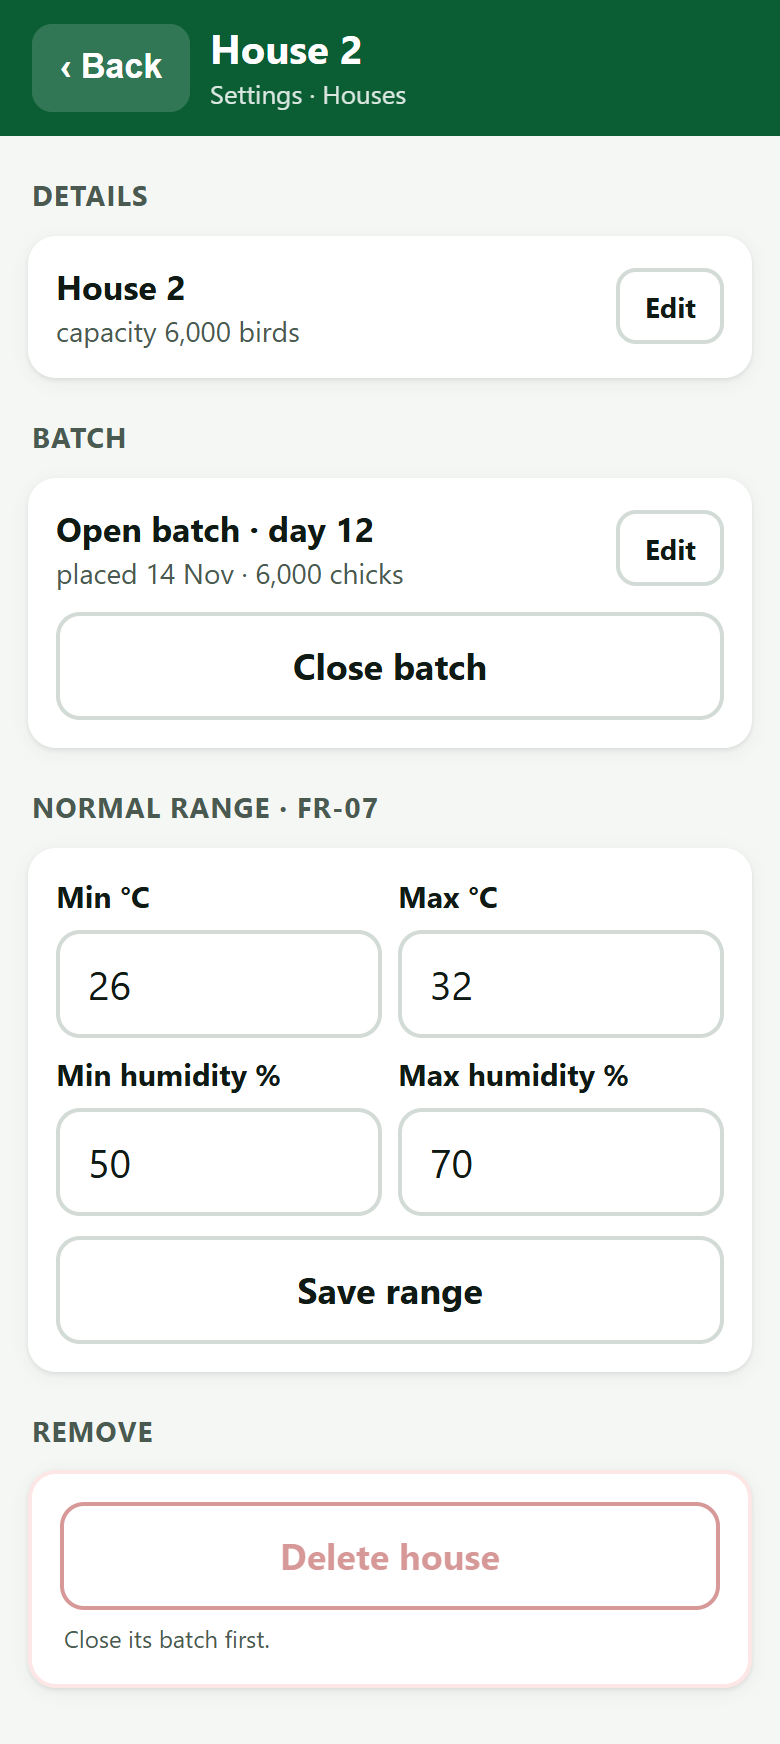 ‹ Back
House 2
Settings · Houses
DETAILS
House 2
capacity 6,000 birds
Edit
BATCH
Open batch · day 12
placed 14 Nov · 6,000 chicks
Edit
Close batch
NORMAL RANGE · FR-07
Min °C
Max °C
26
32
Min humidity %
Max humidity %
50
70
Save range
REMOVE
Delete house
Close its batch first.